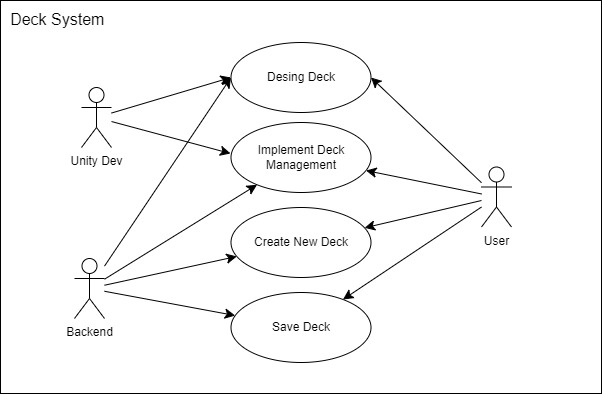 Deck System
Desing Deck
Unity Dev
Implement Deck
Management
User
Create New Deck
Backend
Save Deck